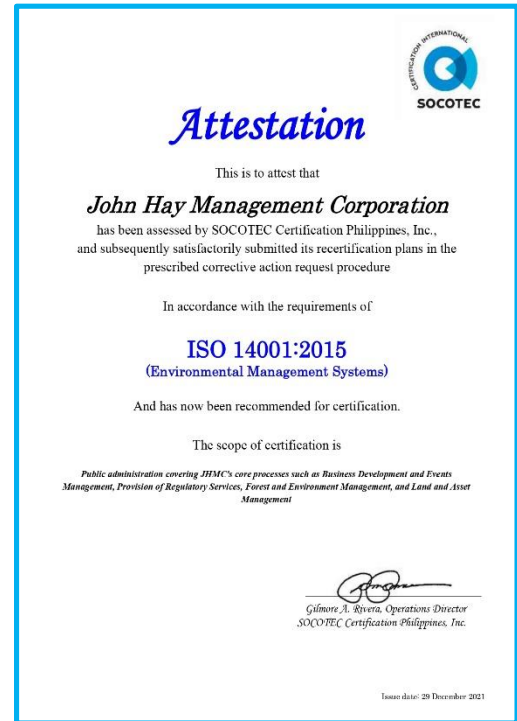 CERTIFICATION INTERNATIONAL
SOCOTEC
Attestation
This is to attest that
John Hay Management Corporation
has been assessed by SOCOTEC Certification Philippines, Inc.,
and subsequently satisfactorily submitted its recertification plans in the
prescribed corrective action request procedure
In accordance with the requirements of
ISO 14001:2015
(Environmental Management Systems)
And has now been recommended for certification.
The scope of certification is
Public administration covering JHMC's core processes such as Business Development and Events
Management, Provision of Regulatory Services, Forest and Environment Management, and Land and Asset
Management
Gilmore A. Rivera, Operations Director
SOCOTEC Certification Philippines, Inc.
Issue date: 29 December 2021